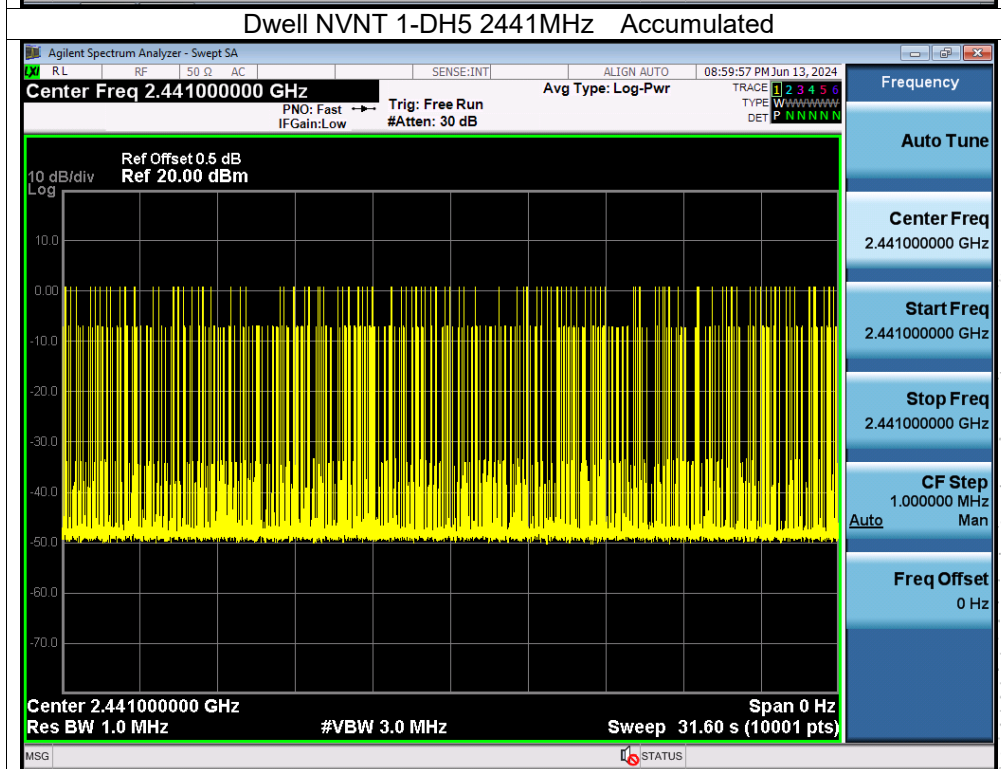 Dwell NVNT 1-DH5 2441MHz Accumulated
Agilent Spectrum Analyzer - Swept SA
LXI RL RF 50 Ω AC SENSE:INT ALIGN AUTO 08:59:57 PM Jun 13, 2024
Center Freq 2.441000000 GHz
PNO: Fast
IFGain:Low
Trig: Free Run
#Atten: 30 dB
Avg Type: Log-Pwr
TRACE 1 2 3 4 5 6
TYPE WWWWWWW
DET P N N N N N
Frequency
Auto Tune
Center Freq
2.441000000 GHz
Start Freq
2.441000000 GHz
Stop Freq
2.441000000 GHz
CF Step
1.000000 MHz
Auto Man
Freq Offset
0 Hz
Ref Offset 0.5 dB
10 dB/div Ref 20.00 dBm
Log
10.0
0.00
-10.0
-20.0
-30.0
-40.0
-50.0
-60.0
-70.0
Center 2.441000000 GHz Span 0 Hz
Res BW 1.0 MHz #VBW 3.0 MHz Sweep 31.60 s (10001 pts)
MSG STATUS